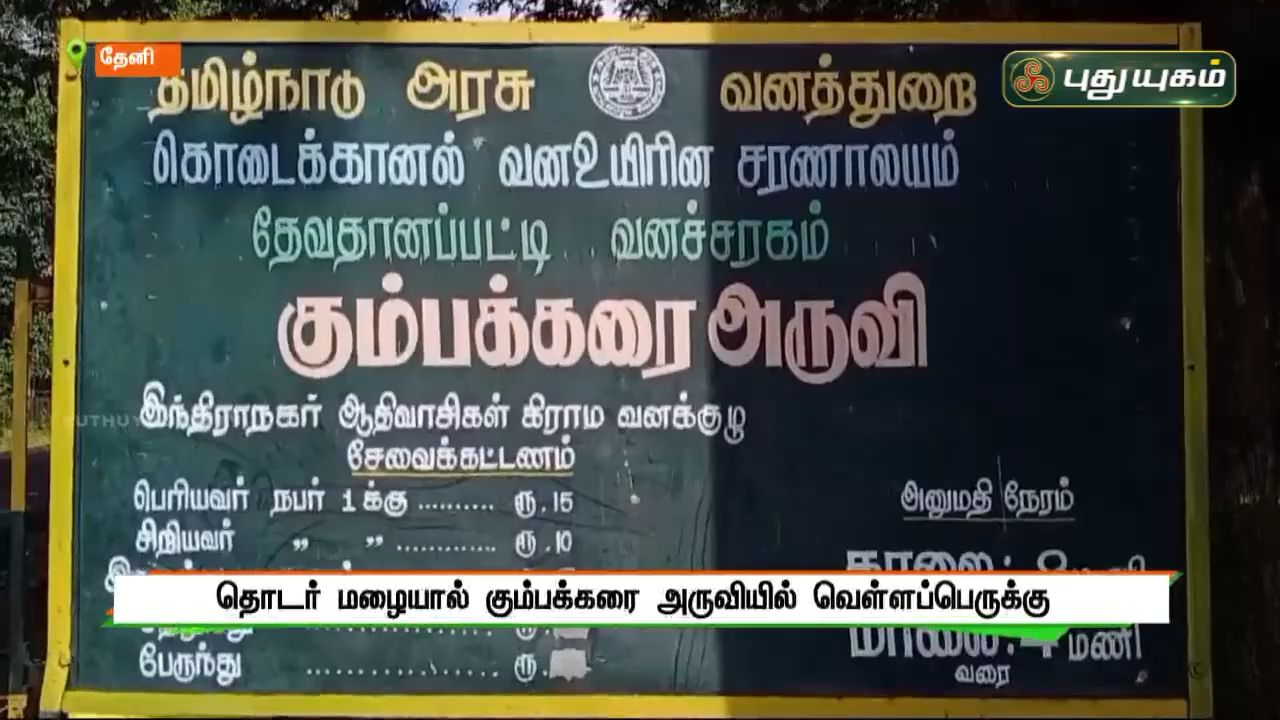 தேனி
புதுயுகம்
தமிழ்நாடு அரசு வனத்துறை
கொடைக்கானல் வனஉயிரின சரணாலயம்
தேவதானப்பட்டி வனச்சரகம்
கும்பக்கரை அருவி
இந்திராநகர் ஆதிவாசிகள் கிராம வனக்குழு
சேவைக்கட்டணம்
பெரியவர் நபர் 1 க்கு .......... ரூ.15
அனுமதி நேரம்
சிறியவர் ,, ,, ............. ரூ.10
தொடர் மழையால் கும்பக்கரை அருவியில் வெள்ளப்பெருக்கு
மாலை: 4 மணி
பேருந்து ..................... ரூ.
வரை